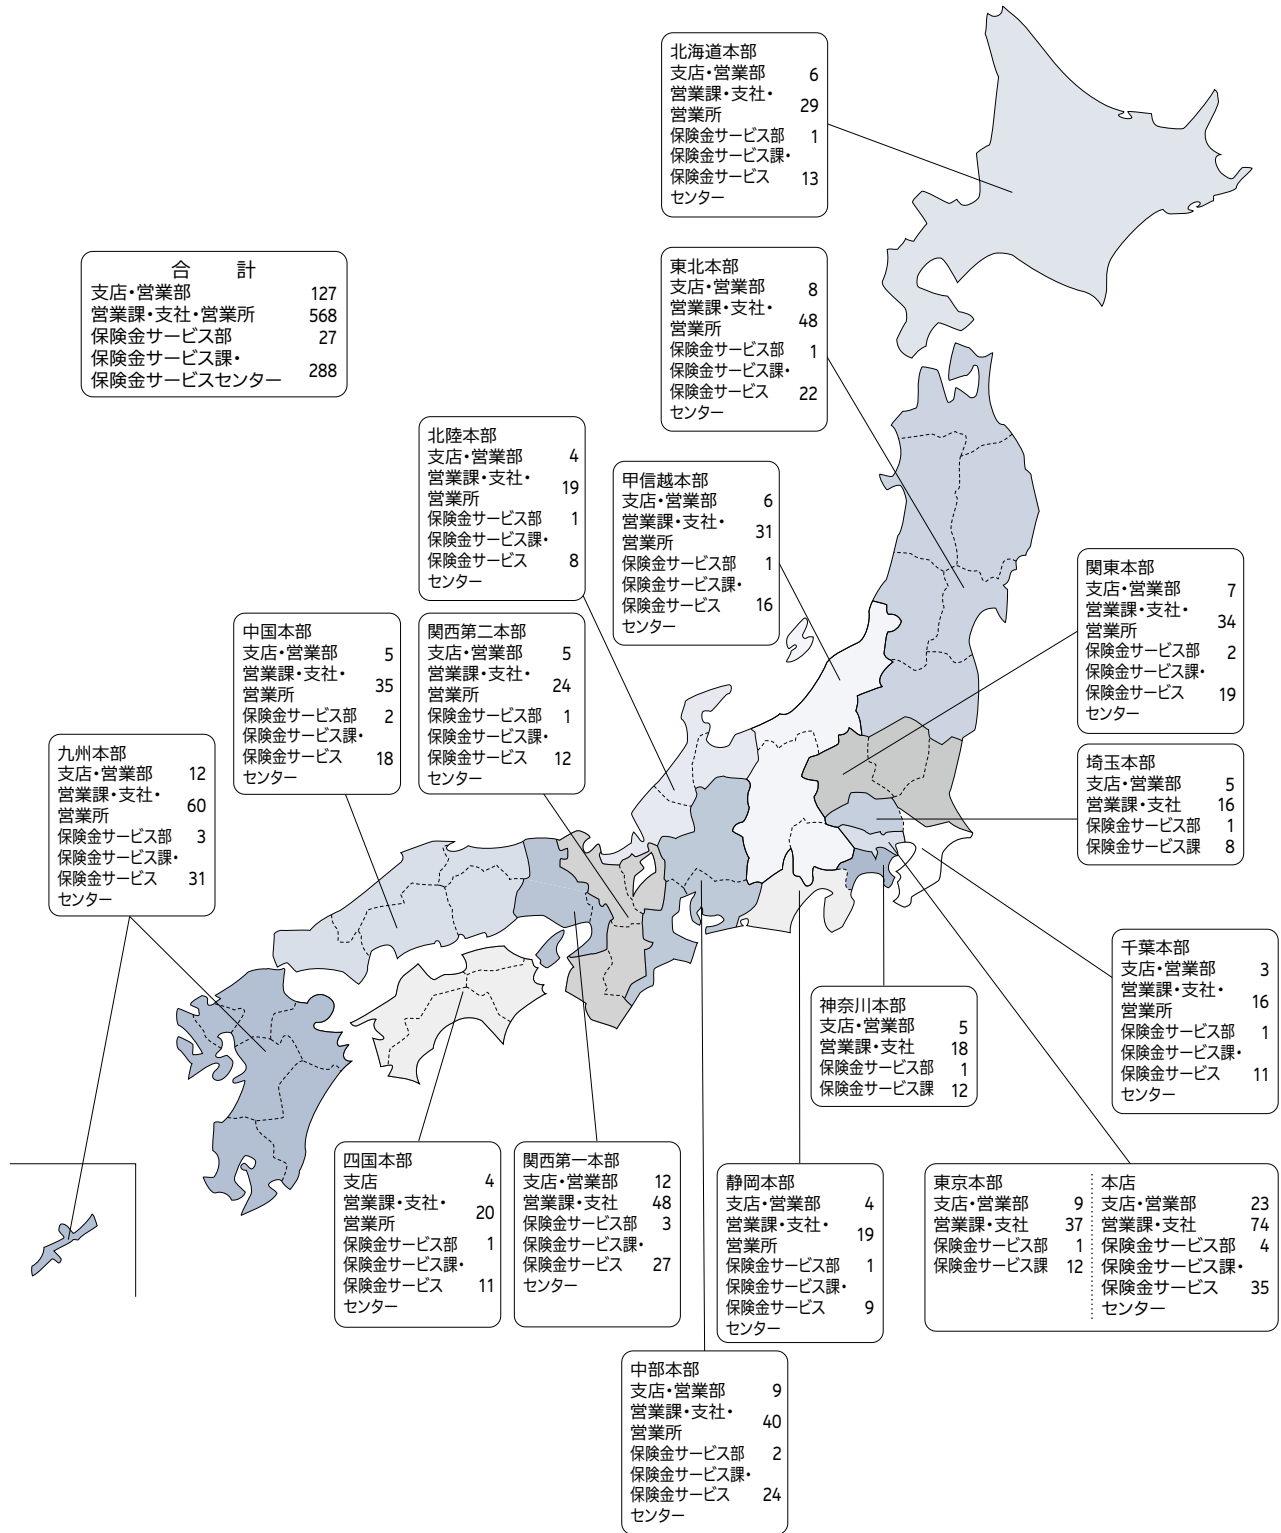 北海道本部
支店・営業部 6
営業課・支社・
営業所 29
保険金サービス部 1
保険金サービス課・
保険金サービス 13
センター
合　計
支店・営業部 127
営業課・支社・営業所 568
保険金サービス部 27
保険金サービス課・
保険金サービスセンター 288
東北本部
支店・営業部 8
営業課・支社・
営業所 48
保険金サービス部 1
保険金サービス課・
保険金サービス 22
センター
北陸本部
支店・営業部 4
営業課・支社・
営業所 19
保険金サービス部 1
保険金サービス課・
保険金サービス 8
センター
甲信越本部
支店・営業部 6
営業課・支社・
営業所 31
保険金サービス部 1
保険金サービス課・
保険金サービス 16
センター
関東本部
支店・営業部 7
営業課・支社・
営業所 34
保険金サービス部 2
保険金サービス課・
保険金サービス 19
センター
中国本部
支店・営業部 5
営業課・支社・
営業所 35
保険金サービス部 2
保険金サービス課・
保険金サービス 18
センター
関西第二本部
支店・営業部 5
営業課・支社・
営業所 24
保険金サービス部 1
保険金サービス課・
保険金サービス 12
センター
九州本部
支店・営業部 12
営業課・支社・
営業所 60
保険金サービス部 3
保険金サービス課・
保険金サービス 31
センター
埼玉本部
支店・営業部 5
営業課・支社 16
保険金サービス部 1
保険金サービス課 8
千葉本部
支店・営業部 3
営業課・支社・
営業所 16
保険金サービス部 1
保険金サービス課・
保険金サービス 11
センター
神奈川本部
支店・営業部 5
営業課・支社 18
保険金サービス部 1
保険金サービス課 12
四国本部
支店 4
営業課・支社・
営業所 20
保険金サービス部 1
保険金サービス課・
保険金サービス 11
センター
関西第一本部
支店・営業部 12
営業課・支社 48
保険金サービス部 3
保険金サービス課・
保険金サービス 27
センター
静岡本部
支店・営業部 4
営業課・支社・
営業所 19
保険金サービス部 1
保険金サービス課・
保険金サービス 9
センター
東京本部
支店・営業部 9
営業課・支社 37
保険金サービス部 1
保険金サービス課 12
本店
支店・営業部 23
営業課・支社 74
保険金サービス部 4
保険金サービス課・
保険金サービス 35
センター
中部本部
支店・営業部 9
営業課・支社・
営業所 40
保険金サービス部 2
保険金サービス課・
保険金サービス 24
センター